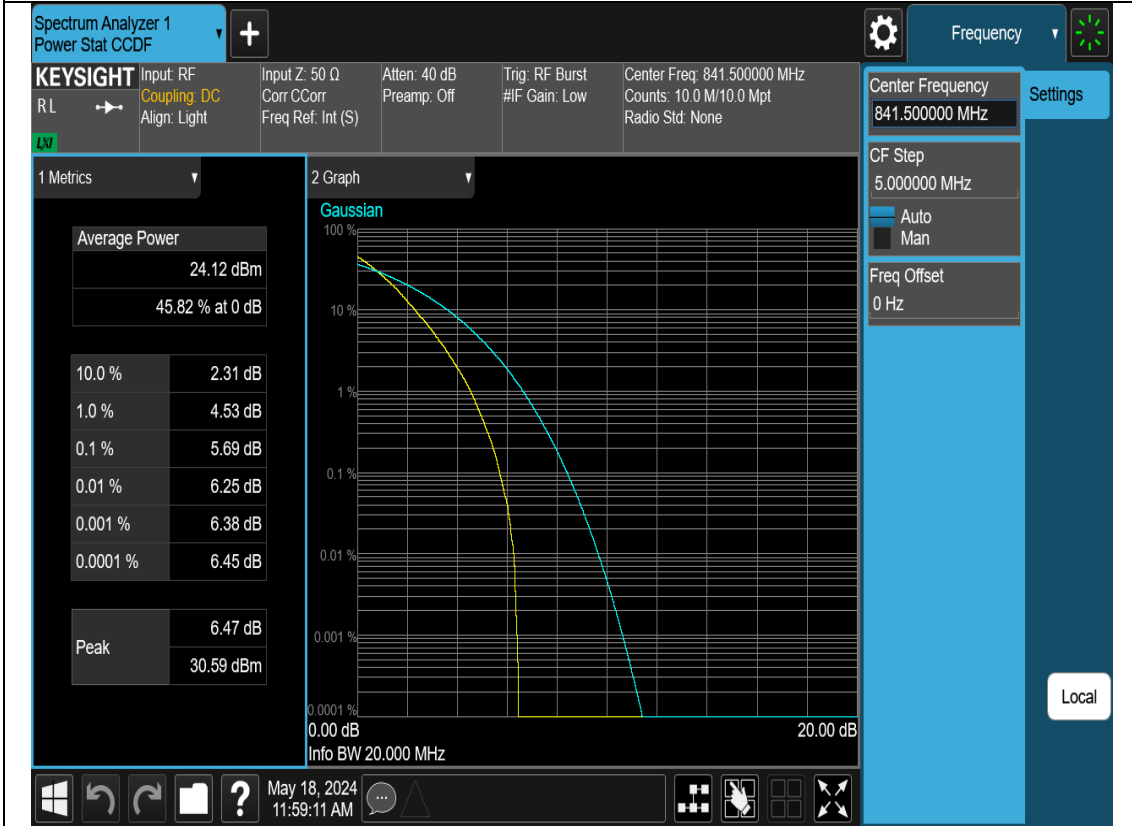 Spectrum Analyzer 1
Power Stat CCDF
+
Frequency
KEYSIGHT
RL
LXI
Input: RF
Coupling: DC
Align: Light
Input Z: 50 Ω
Corr CCorr
Freq Ref: Int (S)
Atten: 40 dB
Preamp: Off
Trig: RF Burst
#IF Gain: Low
Center Freq: 841.500000 MHz
Counts: 10.0 M/10.0 Mpt
Radio Std: None
Center Frequency
841.500000 MHz
Settings
CF Step
5.000000 MHz
Auto
Man
Freq Offset
0 Hz
Local
1 Metrics
Average Power
24.12 dBm
45.82 % at 0 dB
10.0 % 2.31 dB
1.0 % 4.53 dB
0.1 % 5.69 dB
0.01 % 6.25 dB
0.001 % 6.38 dB
0.0001 % 6.45 dB
Peak
6.47 dB
30.59 dBm
2 Graph
Gaussian
100 %
10 %
1 %
0.1 %
0.01 %
0.001 %
0.0001 %
0.00 dB 20.00 dB
Info BW 20.000 MHz
?
May 18, 2024
11:59:11 AM